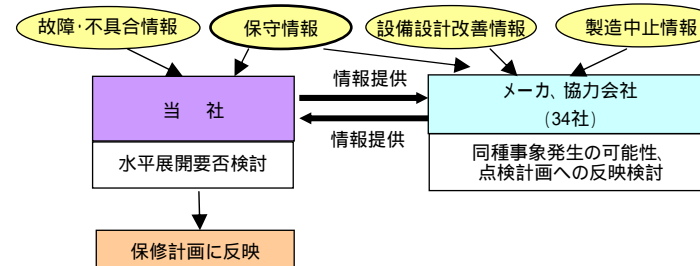 故障・不具合情報
保守情報
設備設計改善情報
製造中止情報
情報提供
当 社
メーカ、協力会社
(34社)
情報提供
水平展開要否検討
同種事象発生の可能性、
点検計画への反映検討
保修計画に反映